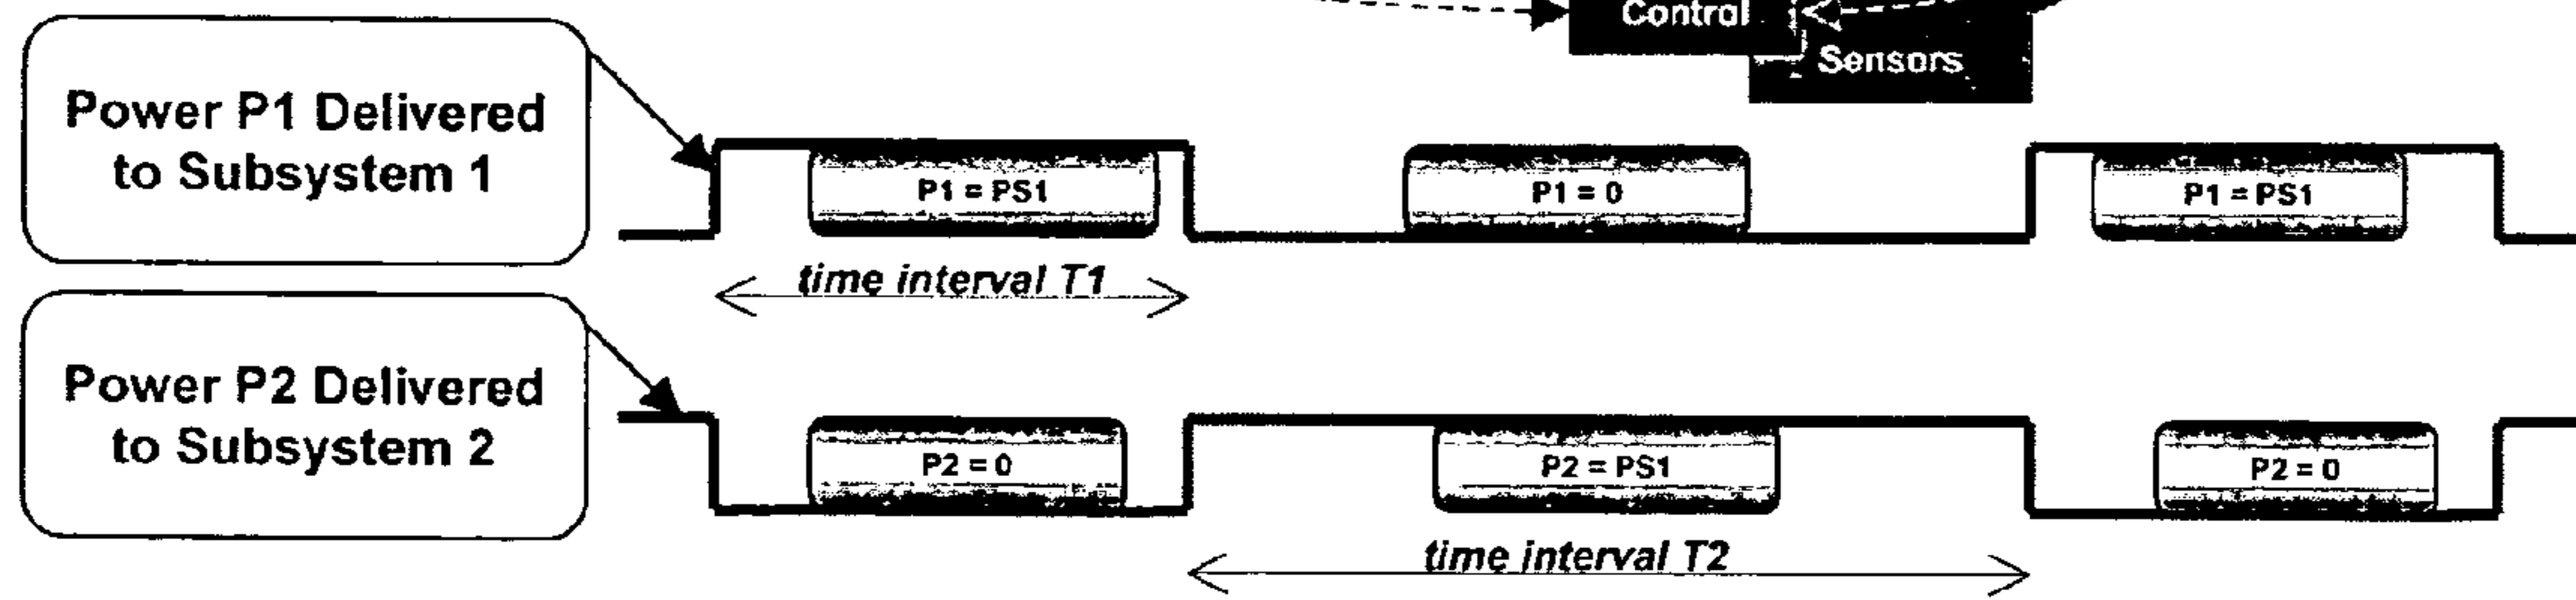 Control
Sensors
Power P1 Delivered
to Subsystem 1
P1 = PS1
P1 = 0
P1 = PS1
time interval T1
Power P2 Delivered
to Subsystem 2
P2 = 0
P2 = PS1
P2 = 0
time interval T2